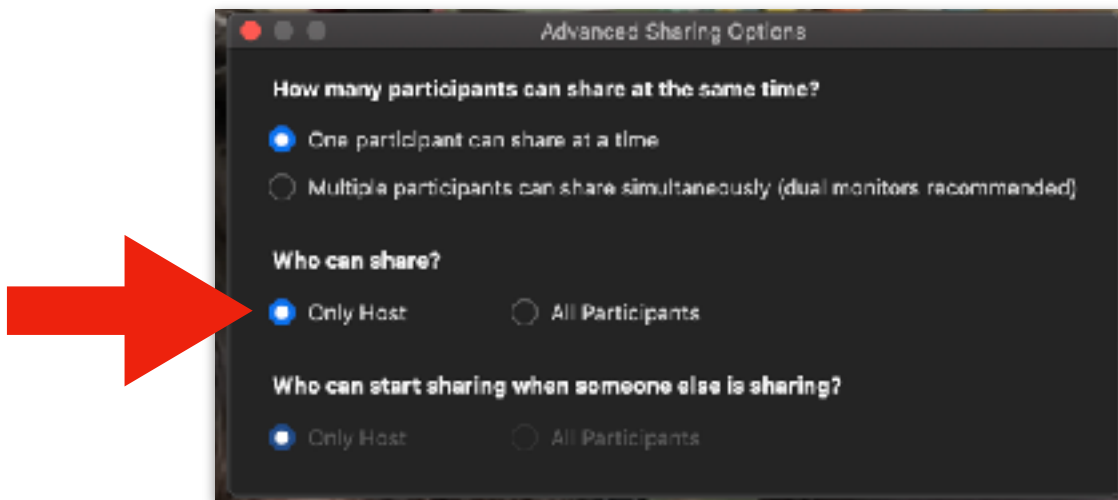 Advanced Sharing Options
How many participants can share at the same time?
One participant can share at a time
Multiple participants can share simultaneously (dual monitors recommended)
Who can share?
Only Host All Participants
Who can start sharing when someone else is sharing?
Only Host All Participants